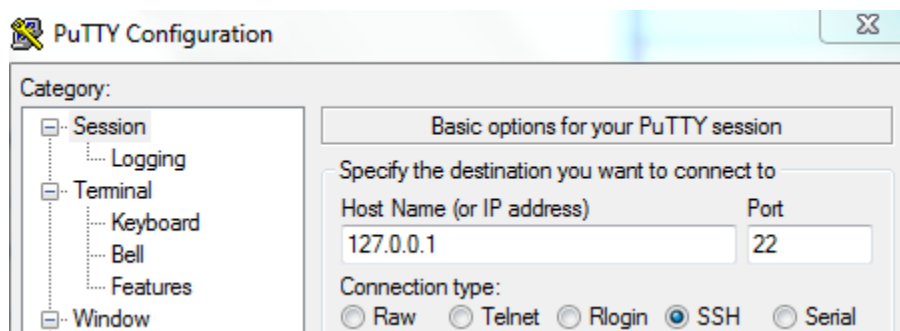 PuTTY Configuration
Category:
Session
Logging
Terminal
Keyboard
Bell
Features
Window
Basic options for your PuTTY session
Specify the destination you want to connect to
Host Name (or IP address) Port
127.0.0.1 22
Connection type:
Raw Telnet Rlogin SSH Serial